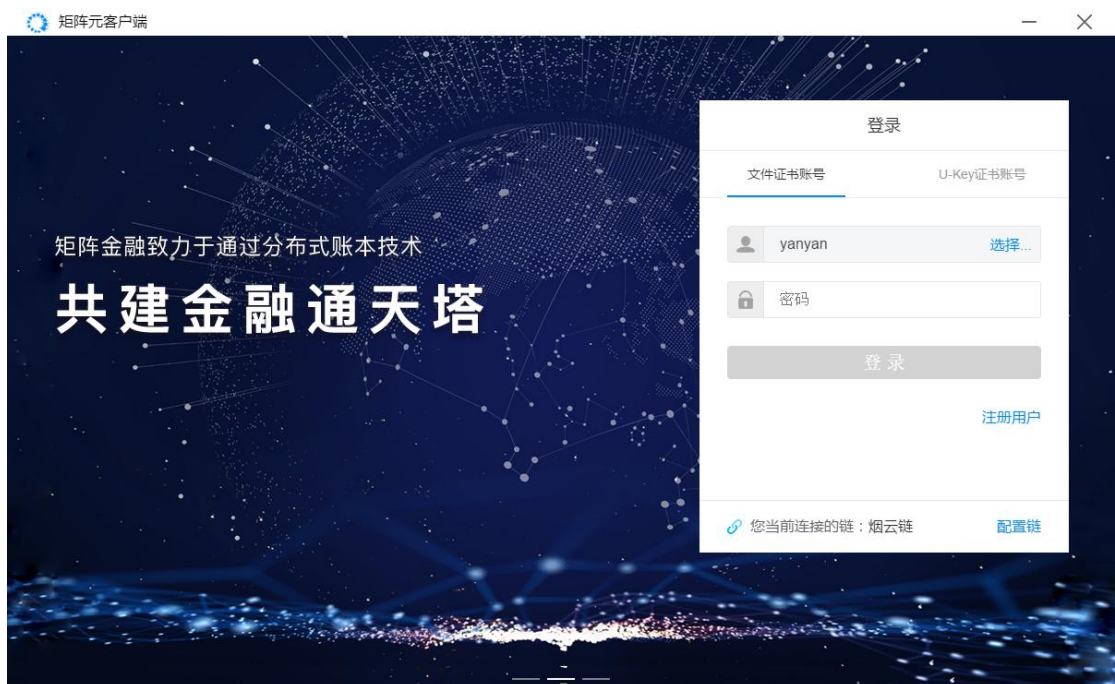 矩阵元客户端
矩阵金融致力于通过分布式账本技术
共建金融通天塔
登录
文件证书账号 U-Key证书账号
yanyan 选择...
密码
登录
注册用户
您当前连接的链：烟云链 配置链